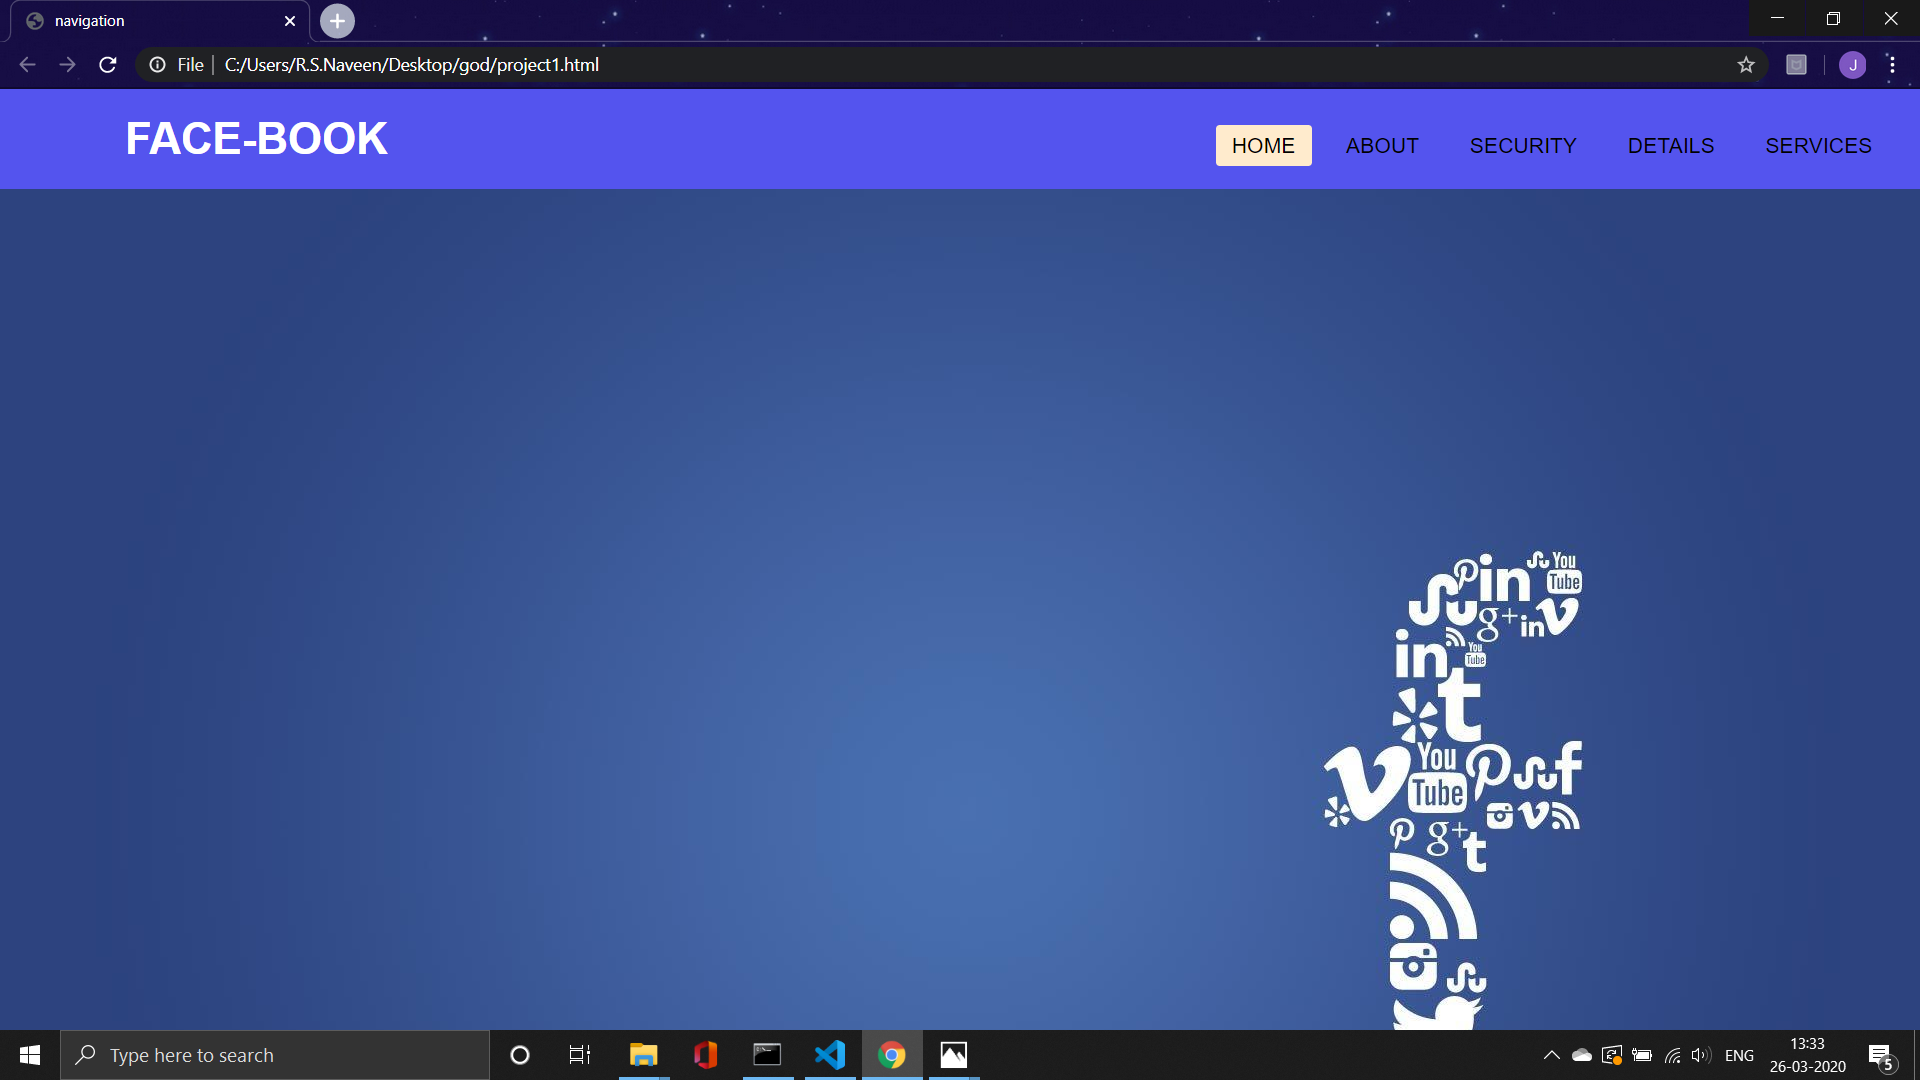 navigation
File C:/Users/R.S.Naveen/Desktop/god/project1.html
J
FACE-BOOK
HOME ABOUT SECURITY DETAILS SERVICES
in You
Tube
g+ in
in You
Tube
t
You
Tube f
g+ t
Type here to search
ENG
13:33
26-03-2020
5